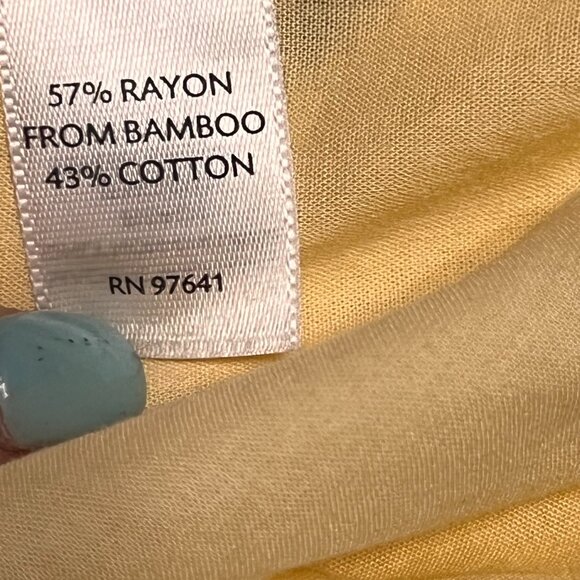 57% RAYON
FROM BAMBOO
43% COTTON
RN 97641